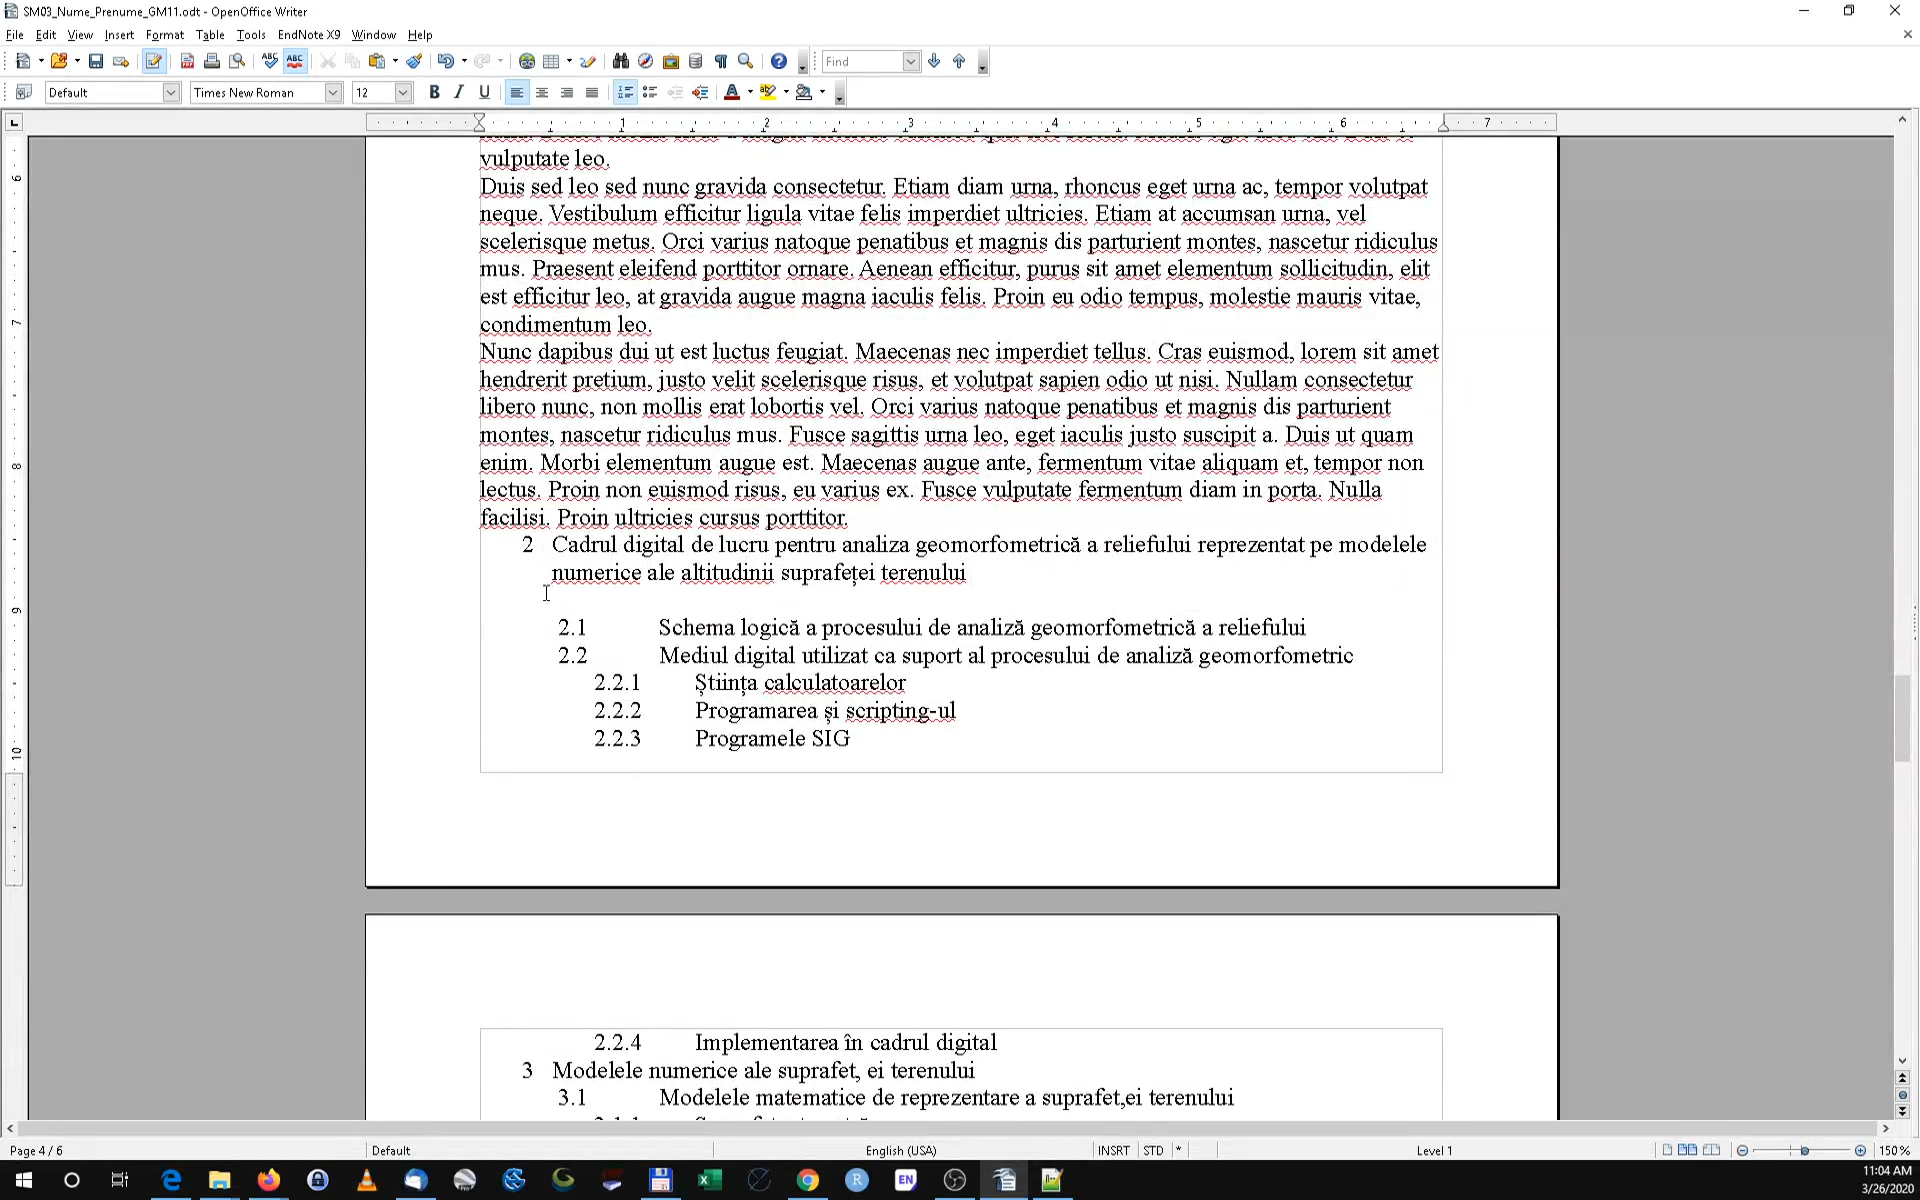 SM03_Nume_Prenume_GM11.odt - OpenOffice Writer
File Edit View Insert Format Table Tools EndNote X9 Window Help
Find
Default Times New Roman 12
1 2 3 4 5 6 7
vulputate leo.
Duis sed leo sed nunc gravida consectetur. Etiam diam urna, rhoncus eget urna ac, tempor volutpat
neque. Vestibulum efficitur ligula vitae felis imperdiet ultricies. Etiam at accumsan urna, vel
scelerisque metus. Orci varius natoque penatibus et magnis dis parturient montes, nascetur ridiculus
mus. Praesent eleifend porttitor ornare. Aenean efficitur, purus sit amet elementum sollicitudin, elit
est efficitur leo, at gravida augue magna iaculis felis. Proin eu odio tempus, molestie mauris vitae,
condimentum leo.
Nunc dapibus dui ut est luctus feugiat. Maecenas nec imperdiet tellus. Cras euismod, lorem sit amet
hendrerit pretium, justo velit scelerisque risus, et volutpat sapien odio ut nisi. Nullam consectetur
libero nunc, non mollis erat lobortis vel. Orci varius natoque penatibus et magnis dis parturient
montes, nascetur ridiculus mus. Fusce sagittis urna leo, eget iaculis justo suscipit a. Duis ut quam
enim. Morbi elementum augue est. Maecenas augue ante, fermentum vitae aliquam et, tempor non
lectus. Proin non euismod risus, eu varius ex. Fusce vulputate fermentum diam in porta. Nulla
facilisi. Proin ultricies cursus porttitor.
2 Cadrul digital de lucru pentru analiza geomorfometrică a reliefului reprezentat pe modelele
numerice ale altitudinii suprafeței terenului
2.1 Schema logică a procesului de analiză geomorfometrică a reliefului
2.2 Mediul digital utilizat ca suport al procesului de analiză geomorfometric
2.2.1 Știința calculatoarelor
2.2.2 Programarea și scripting-ul
2.2.3 Programele SIG
2.2.4 Implementarea în cadrul digital
3 Modelele numerice ale suprafet, ei terenului
3.1 Modelele matematice de reprezentare a suprafet,ei terenului
Page 4 / 6 Default English (USA) INSRT STD * Level 1 150%
11:04 AM
3/26/2020